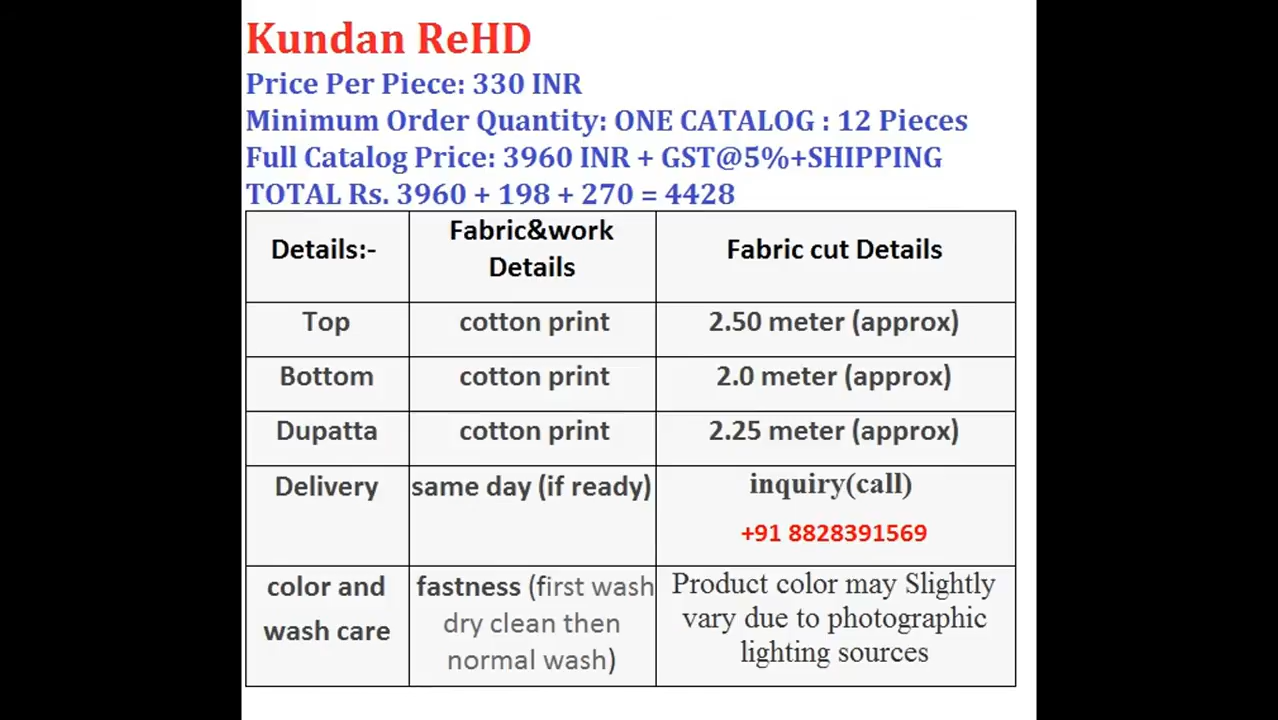 Kundan ReHD
Price Per Piece: 330 INR
Minimum Order Quantity: ONE CATALOG : 12 Pieces
Full Catalog Price: 3960 INR + GST@5%+SHIPPING
TOTAL Rs. 3960 + 198 + 270 = 4428
Details:-
Fabric&work
Details
Fabric cut Details
Top
cotton print
2.50 meter (approx)
Bottom
cotton print
2.0 meter (approx)
Dupatta
cotton print
2.25 meter (approx)
Delivery
same day (if ready)
inquiry(call)
+91 8828391569
color and
wash care
fastness (first wash
dry clean then
normal wash)
Product color may Slightly
vary due to photographic
lighting sources